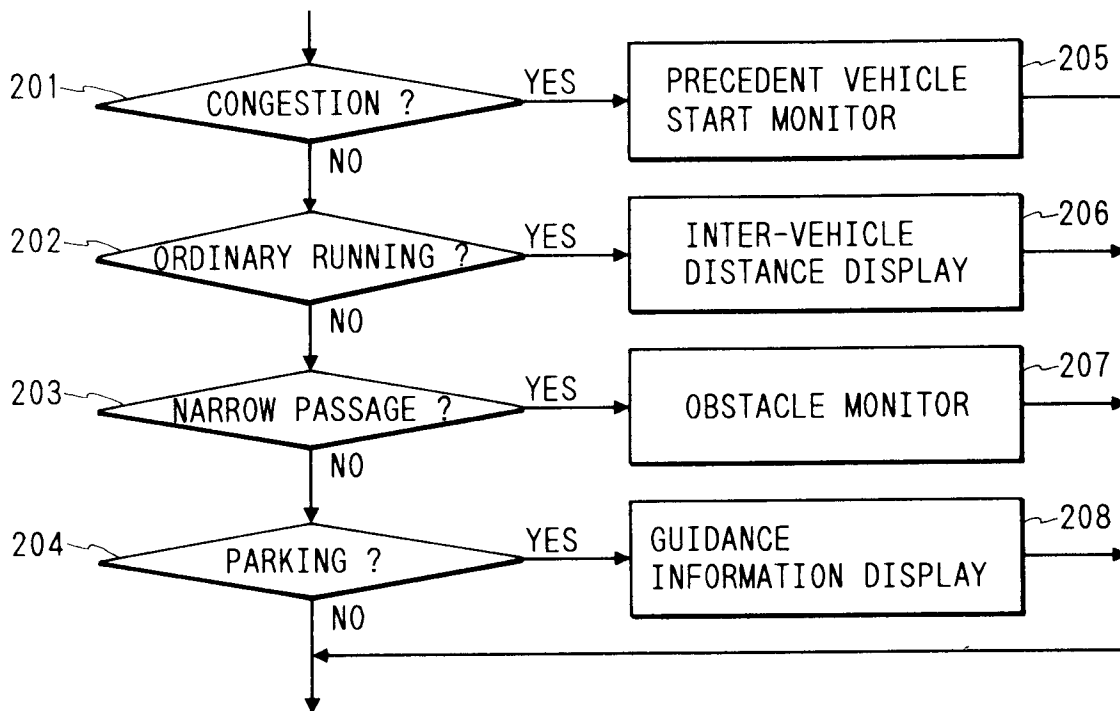 201
CONGESTION ?
YES
PRECEDENT VEHICLE
START MONITOR
205
NO
202
ORDINARY RUNNING ?
YES
INTER-VEHICLE
DISTANCE DISPLAY
206
NO
203
NARROW PASSAGE ?
YES
OBSTACLE MONITOR
207
NO
204
PARKING ?
YES
GUIDANCE
INFORMATION DISPLAY
208
NO